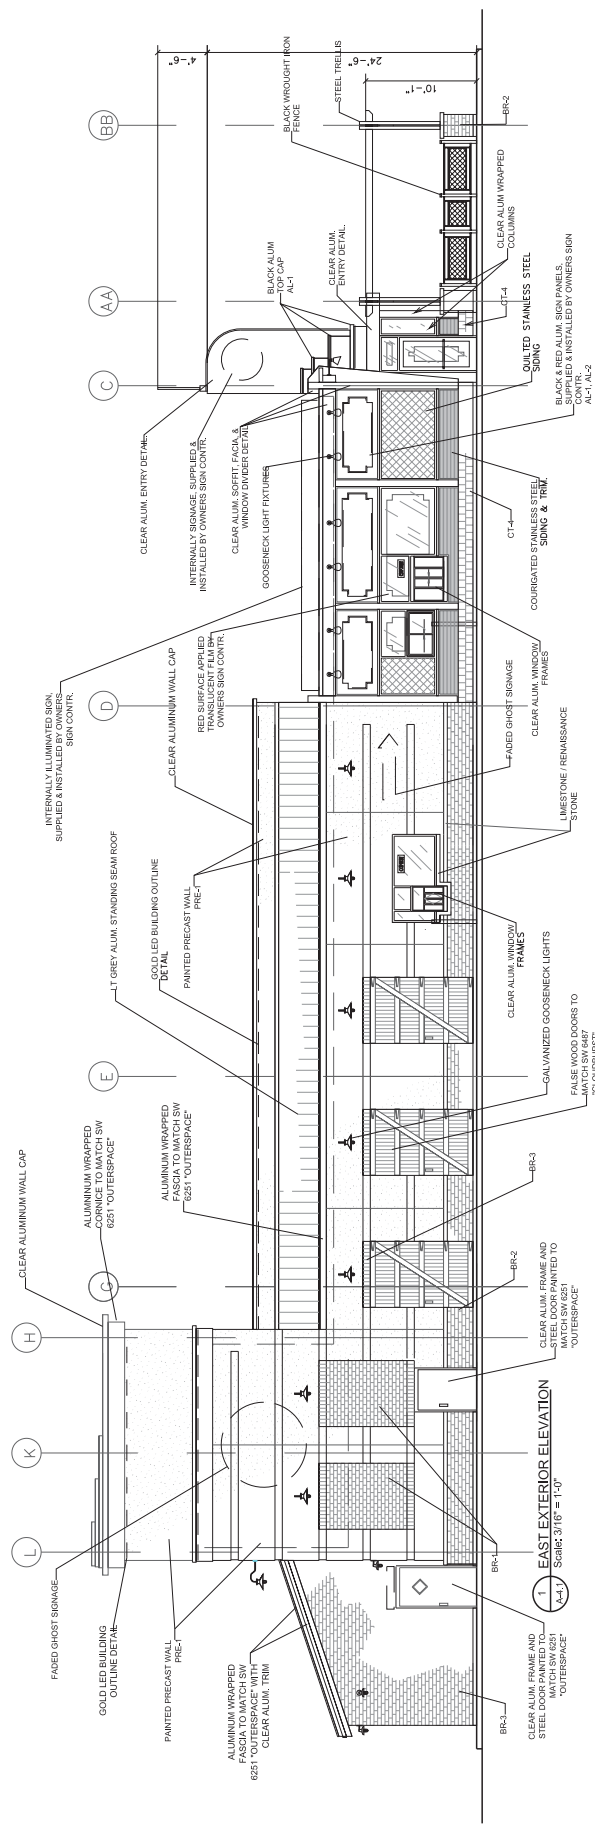 L
K
H
G
E
D
C
AA
BB
CLEAR ALUMINUM WALL CAP
ALUMNINUM WRAPPED
CORNICE TO MATCH SW
6251 "OUTERSPACE"
LT GREY ALUM. STANDING SEAM ROOF
GOLD LED BUILDING OUTLINE
DETAIL
PAINTED PRECAST WALL
PRE-1
ALUMINUM WRAPPED
FASCIA TO MATCH SW
6251 "OUTERSPACE"
INTERNALLY ILLUMINATED SIGN,
SUPPLIED & INSTALLED BY OWNERS
SIGN CONTR.
CLEAR ALUMINUM WALL CAP
RED SURFACE APPLIED
TRANSLUCENT FILM BY
OWNERS SIGN CONTR.
CLEAR ALUM. ENTRY DETAIL
INTERNALLY SIGNAGE, SUPPLIED &
INSTALLED BY OWNERS SIGN CONTR.
CLEAR ALUM. SOFFIT, FACIA, &
WINDOW DIVIDER DETAIL
GOOSENECK LIGHT FIXTURES
BLACK ALUM
TOP CAP
AL-1
CLEAR ALUM.
ENTRY DETAIL
BLACK WROUGHT IRON
FENCE
STEEL TRELLIS
4'-6"
24'-6"
10'-1"
BR-2
CLEAR ALUM WRAPPED
COLUMNS
CT-4
QUILTED STAINLESS STEEL
SIDING
BLACK & RED ALUM. SIGN PANELS,
SUPPLIED & INSTALLED BY OWNERS SIGN
CONTR.
AL-1, AL-2
CT-4
COURIGATED STAINLESS STEEL
SIDING & TRIM.
CLEAR ALUM. WINDOW
FRAMES
FADED GHOST SIGNAGE
LIMESTONE / RENAISSANCE
STONE
OPEN
OPEN
CLEAR ALUM. WINDOW
FRAMES
GALVANIZED GOOSENECK LIGHTS
FALSE WOOD DOORS TO
MATCH SW 6487
"CLOUDBURST"
BR-3
BR-2
CLEAR ALUM. FRAME AND
STEEL DOOR PAINTED TO
MATCH SW 6251
"OUTERSPACE"
BR-1
FADED GHOST SIGNAGE
GOLD LED BUILDING
OUTLINE DETAIL
PAINTED PRECAST WALL
PRE-1
ALUMINUM WRAPPED
FASCIA TO MATCH SW
6251 "OUTERSPACE" WITH
CLEAR ALUM. TRIM
BR-3
CLEAR ALUM. FRAME AND
STEEL DOOR PAINTED TO
MATCH SW 6251
"OUTERSPACE"
1
A-4.1
EAST EXTERIOR ELEVATION
Scale: 3/16" = 1'-0"